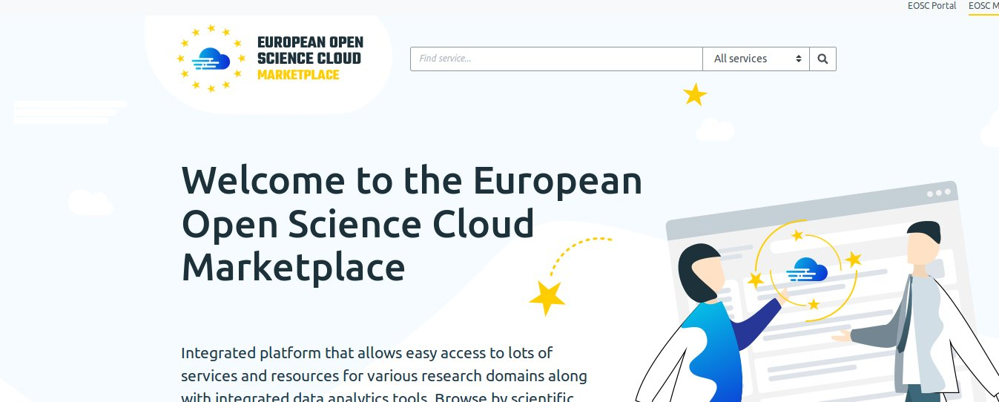 EOSC Portal
EOSC M
EUROPEAN OPEN
SCIENCE CLOUD
MARKETPLACE
Find service...
All services
Welcome to the European
Open Science Cloud
Marketplace
Integrated platform that allows easy access to lots of
services and resources for various research domains along
with integrated data analytics tools. Browse by scientific